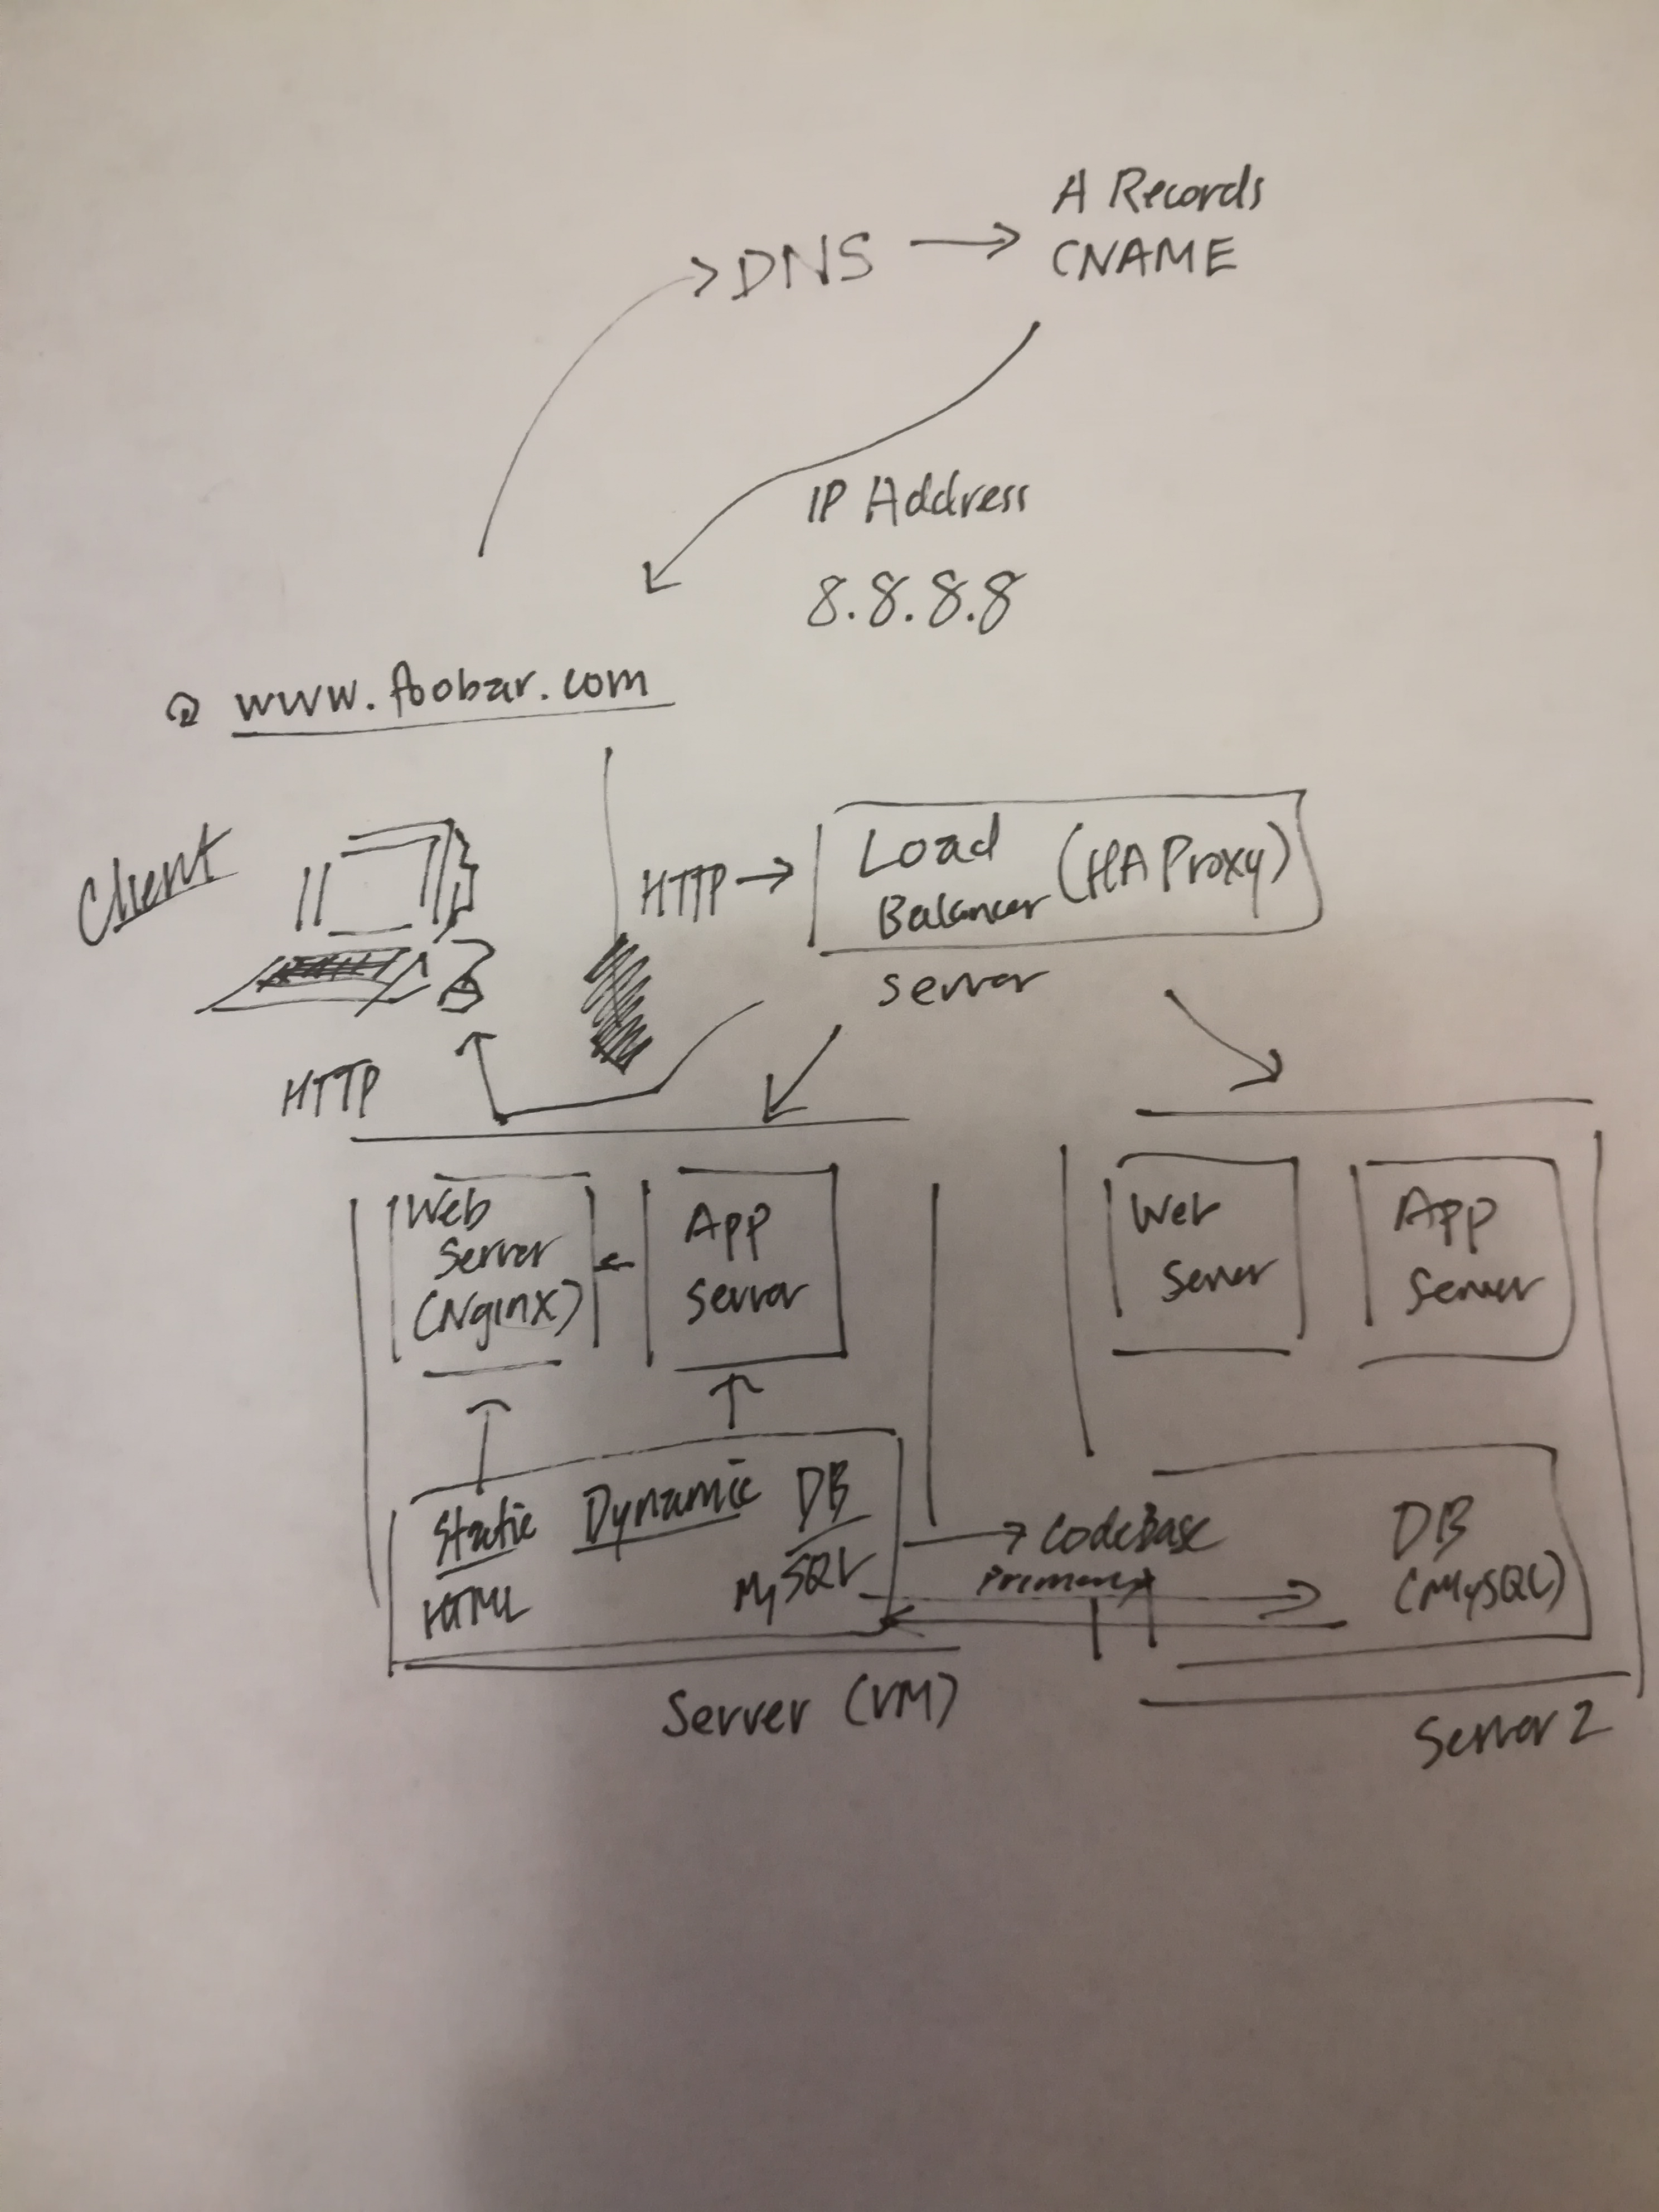 A Records
DNS
CNAME
IP Address
8.8.8.8
www.foobar.com
Client
HTTP
Load
(HA Proxy)
Balancer
Server
HTTP
Web
Server
(Nginx)
App
Server
Web
Server
App
Server
Static
Dynamic
DB
HTML
MySQL
CodeBase
Primary
DB
(MySQL)
Server (VM)
Server 2